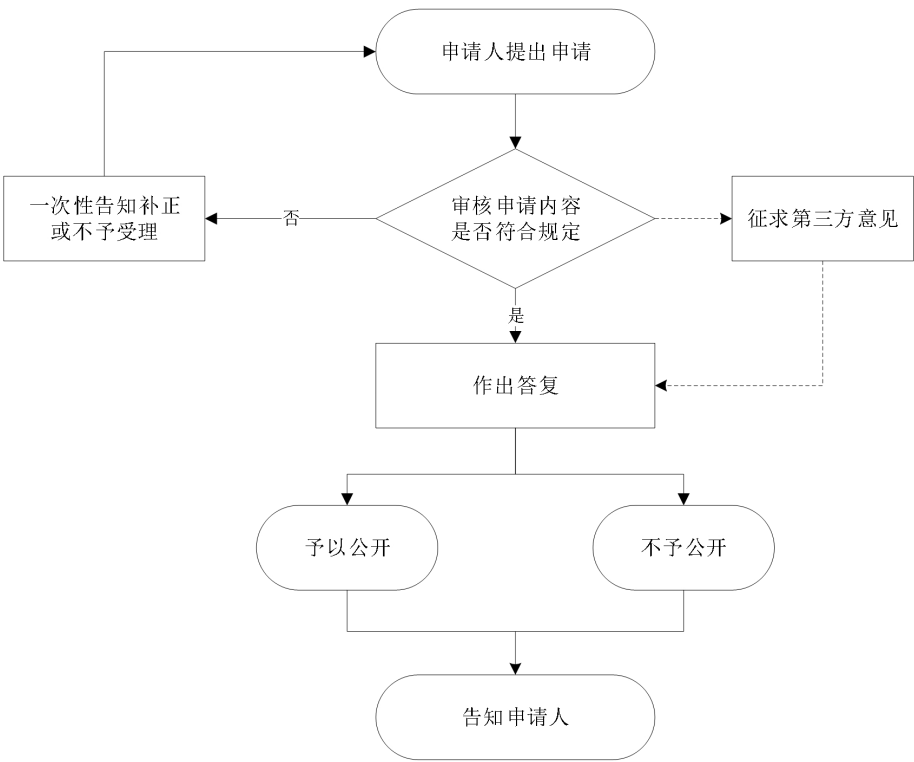 申请人提出申请
一次性告知补正
或不予受理
否
审核申请内容
是否符合规定
征求第三方意见
是
作出答复
予以公开
不予公开
告知申请人